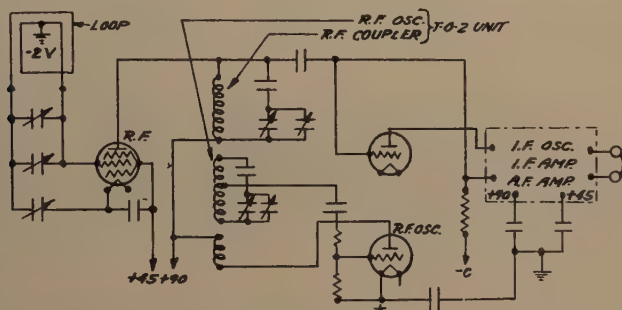 LOOP
-2V
R.F. OSC.
R.F. COUPLER
T-O-2 UNIT
R.F.
+45 +90
R.F. OSC.
I.F. OSC.
I.F. AMP.
A.F. AMP.
+90 +45
-C
+